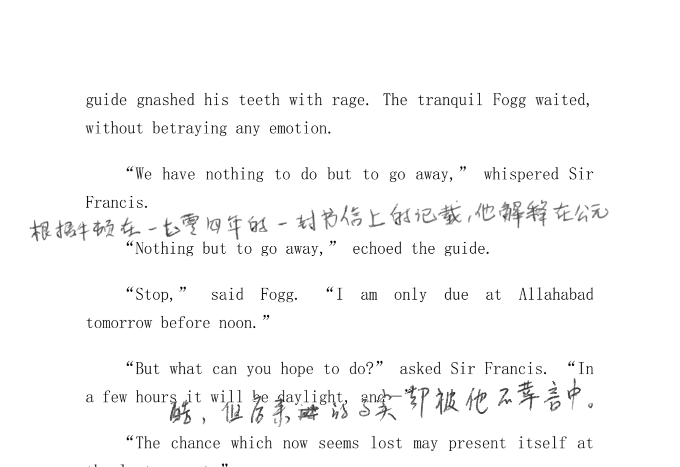 guide gnashed his teeth with rage. The tranquil Fogg waited,
without betraying any emotion.
“We have nothing to do but to go away,” whispered Sir
Francis.
根据牛顿在一七零四年的一封书信上的记载,他解释在公元
“Nothing but to go away,” echoed the guide.
“Stop,” said Fogg. “I am only due at Allahabad
tomorrow before noon.”
“But what can you hope to do?” asked Sir Francis. “In
a few hours it will be daylight, and—”
酷，但后来的事实却被他不幸言中。
“The chance which now seems lost may present itself at